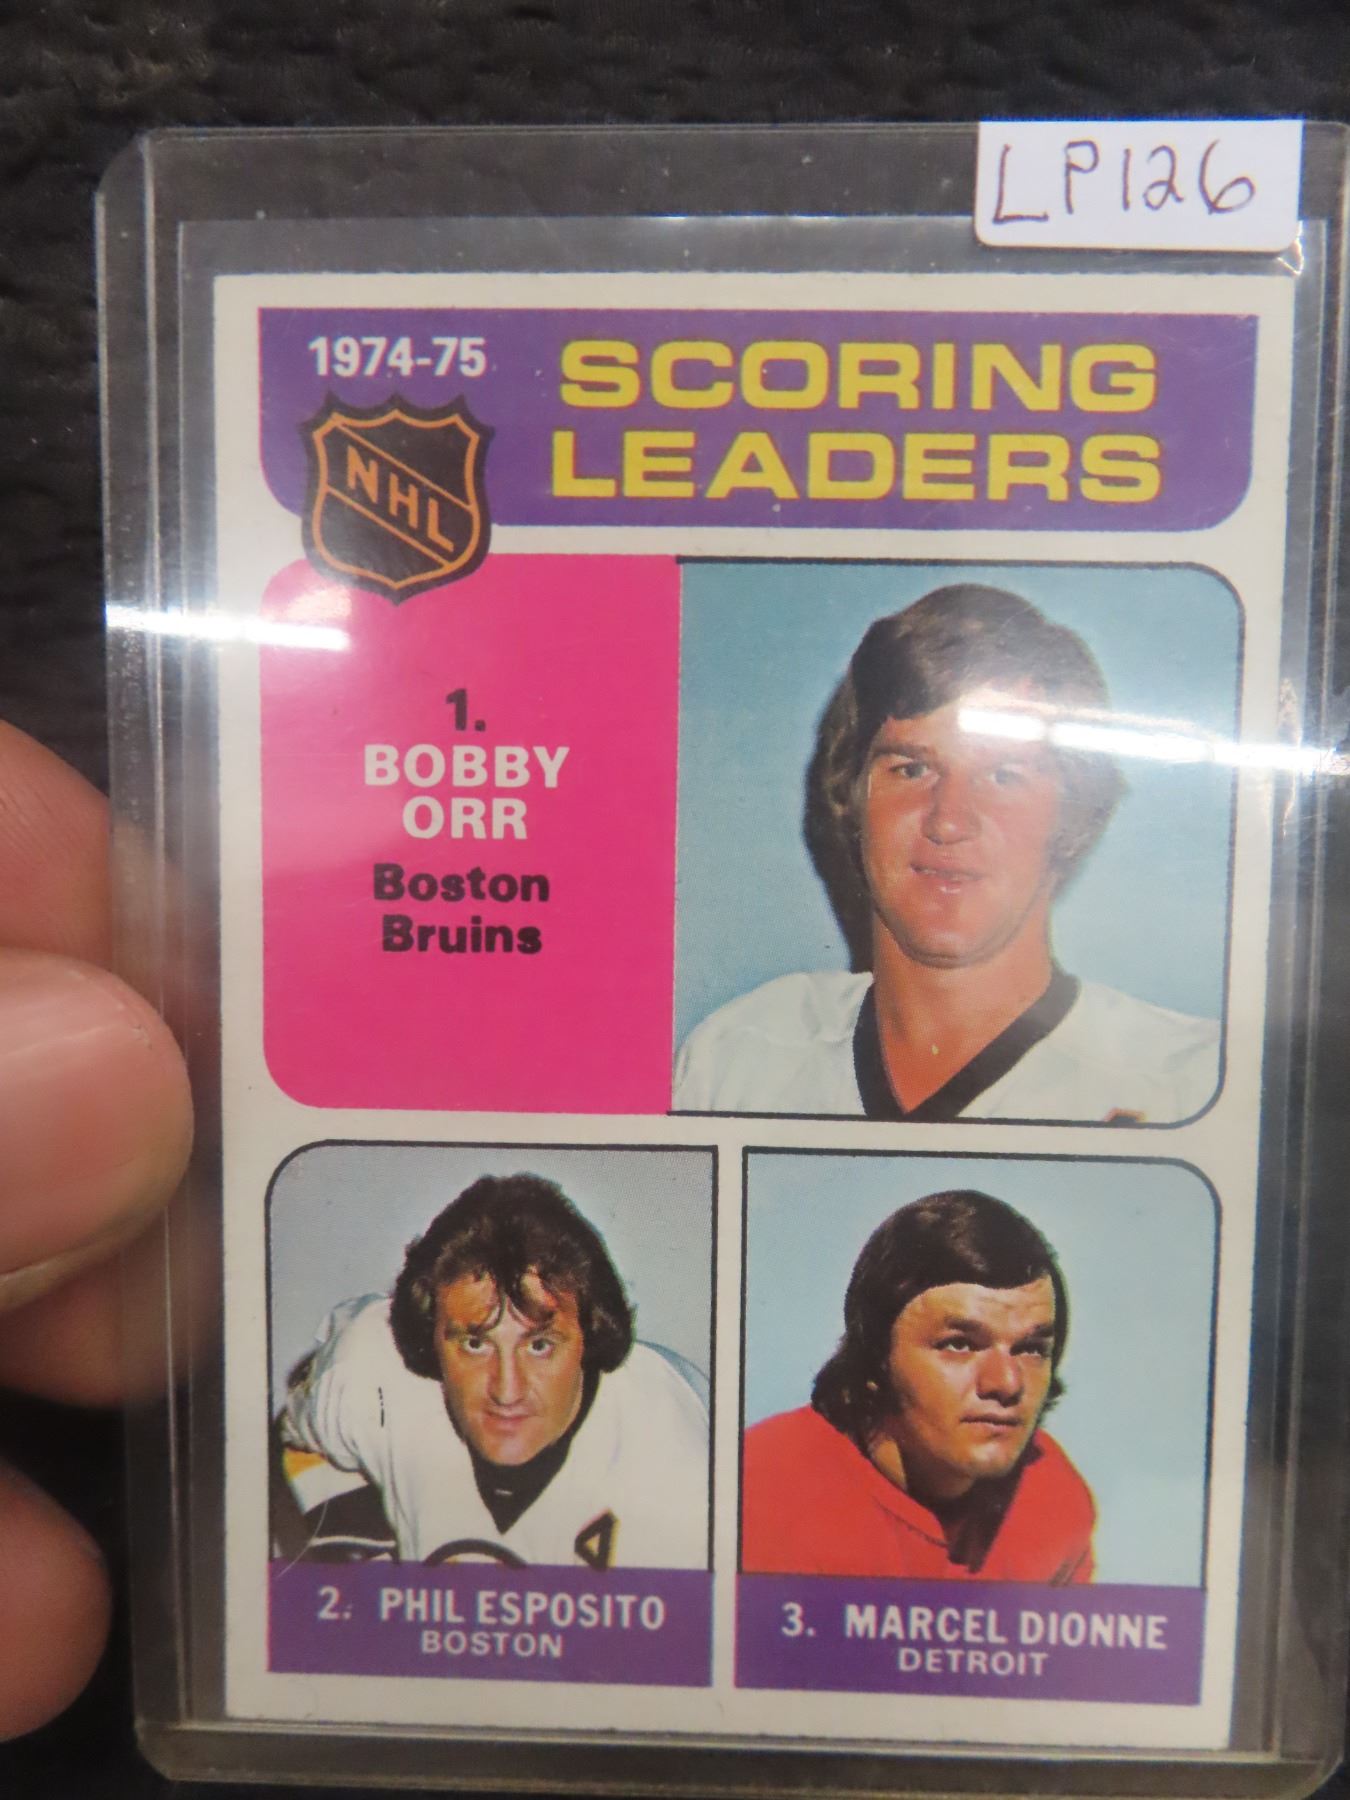 LP126
1974-75
SCORING
LEADERS
NHL
1.
BOBBY
ORR
Boston
Bruins
2. PHIL ESPOSITO
BOSTON
3. MARCEL DIONNE
DETROIT